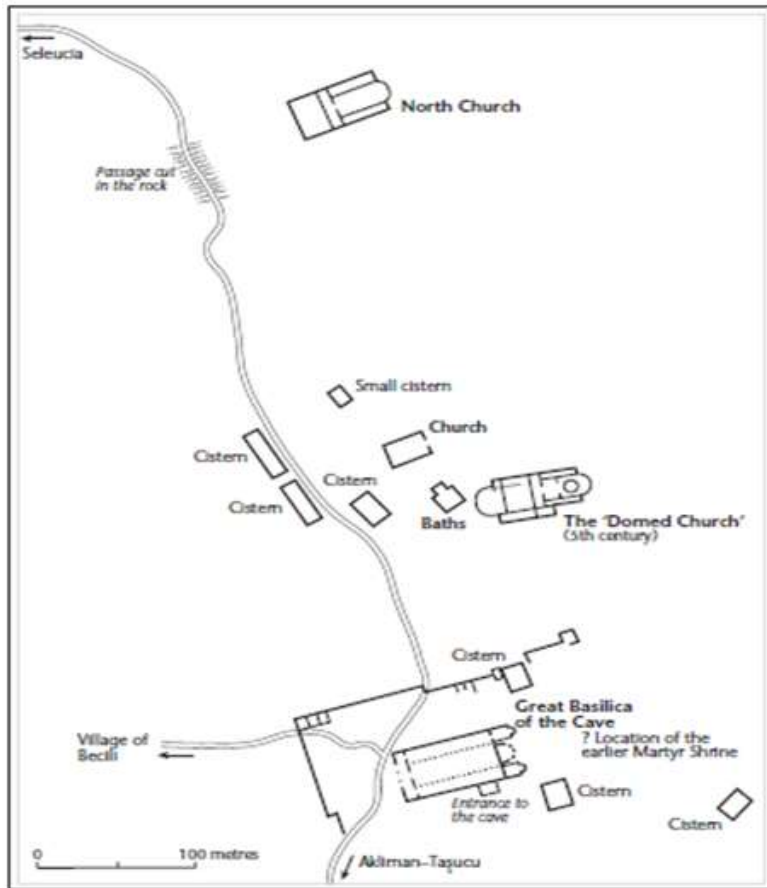 Seleucia
North Church
Passage cut
in the rock
Small cistern
Church
Cistern
Cistern
Cistern
Baths
The 'Domed Church'
(5th century)
Cistern
Great Basilica
of the Cave
? Location of the
earlier Martyr Shrine
Village of
Becili
Entrance to
the cave
Cistern
Cistern
0
100 metres
Akliman–Taşucu